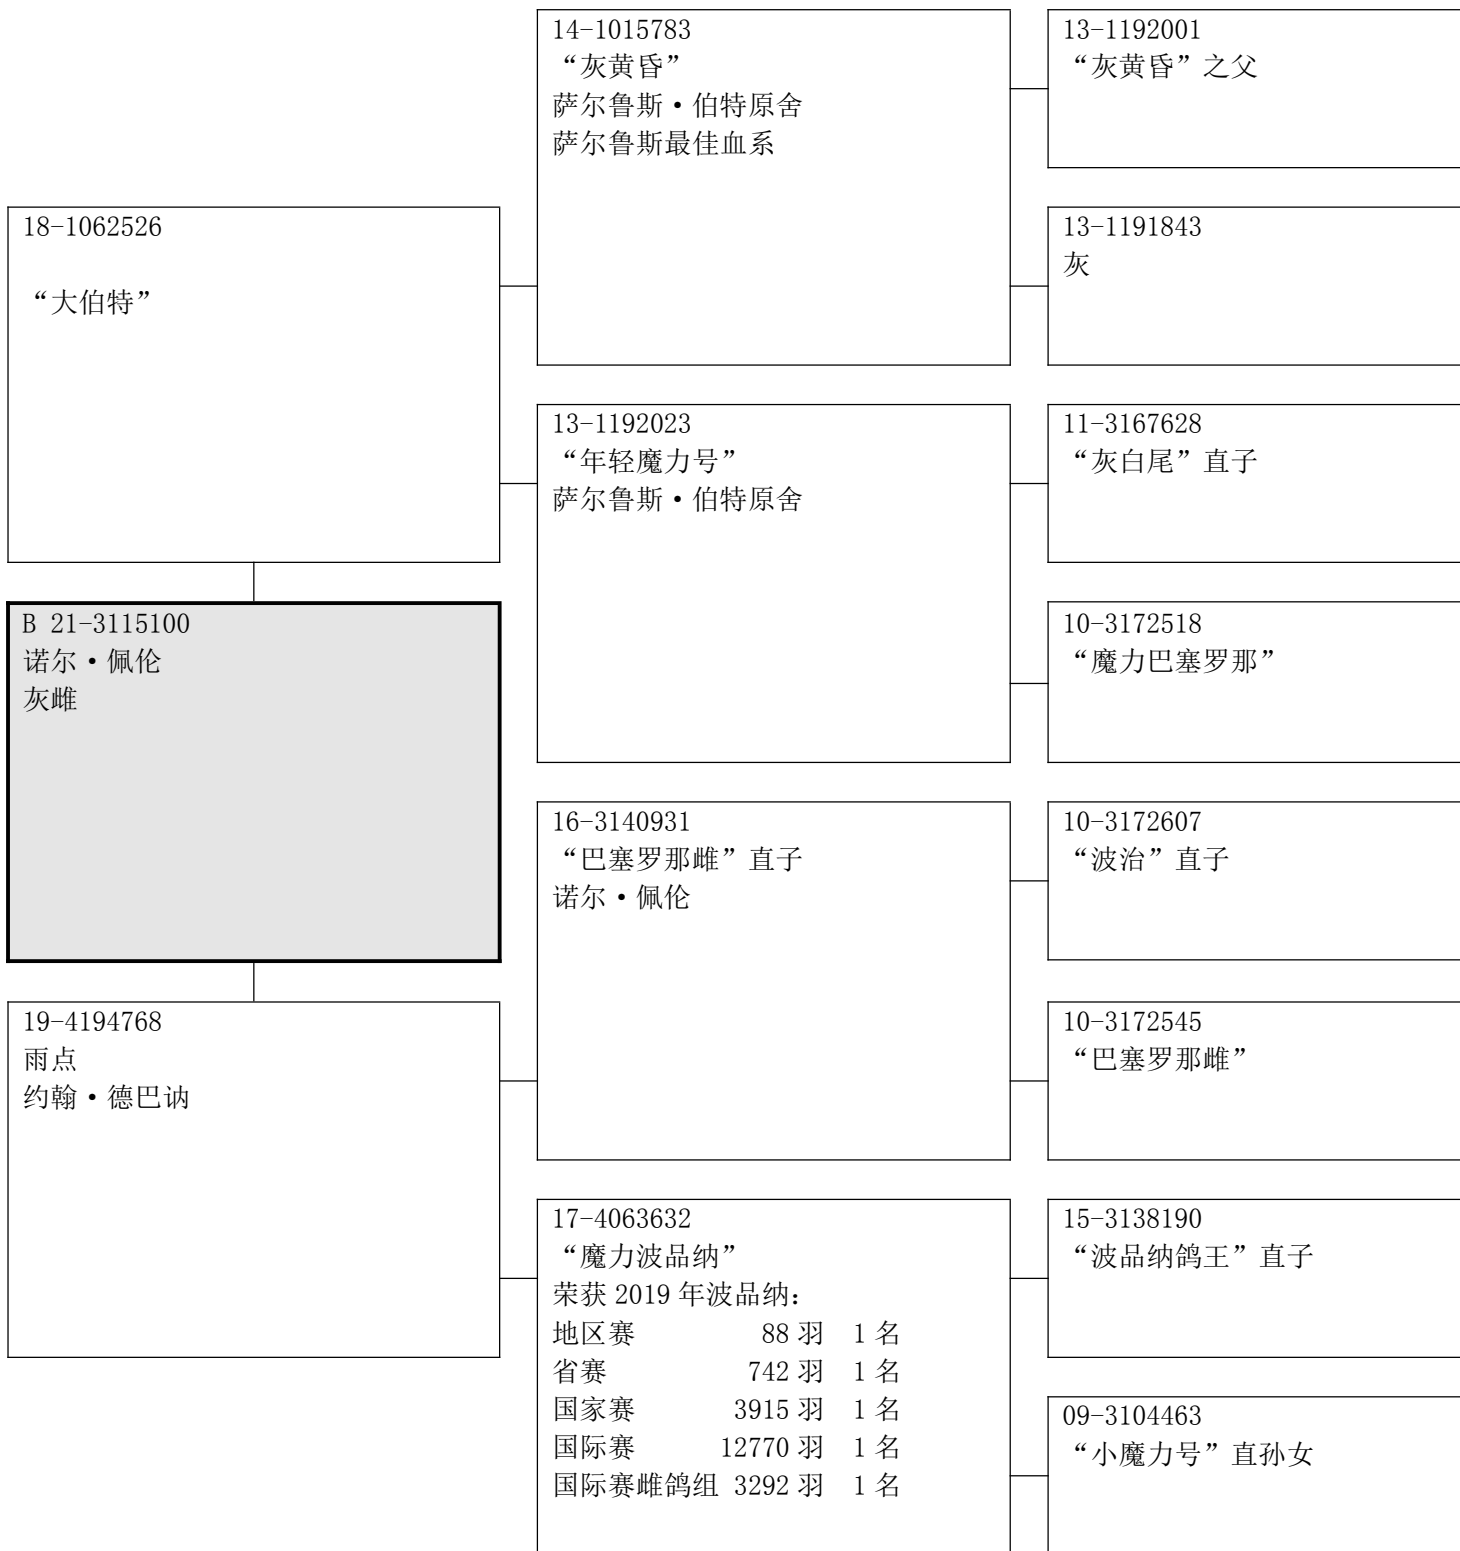 18-1062526
“大伯特”
B 21-3115100
诺尔·佩伦
灰雌
19-4194768
雨点
约翰·德巴讷
14-1015783
“灰黄昏”
萨尔鲁斯·伯特原舍
萨尔鲁斯最佳血系
13-1192023
“年轻魔力号”
萨尔鲁斯·伯特原舍
16-3140931
“巴塞罗那雌”直子
诺尔·佩伦
17-4063632
“魔力波品纳”
荣获 2019 年波品纳：
地区赛 88 羽 1 名
省赛 742 羽 1 名
国家赛 3915 羽 1 名
国际赛 12770 羽 1 名
国际赛雌鸽组 3292 羽 1 名
13-1192001
“灰黄昏”之父
13-1191843
灰
11-3167628
“灰白尾”直子
10-3172518
“魔力巴塞罗那”
10-3172607
“波治”直子
10-3172545
“巴塞罗那雌”
15-3138190
“波品纳鸽王”直子
09-3104463
“小魔力号”直孙女